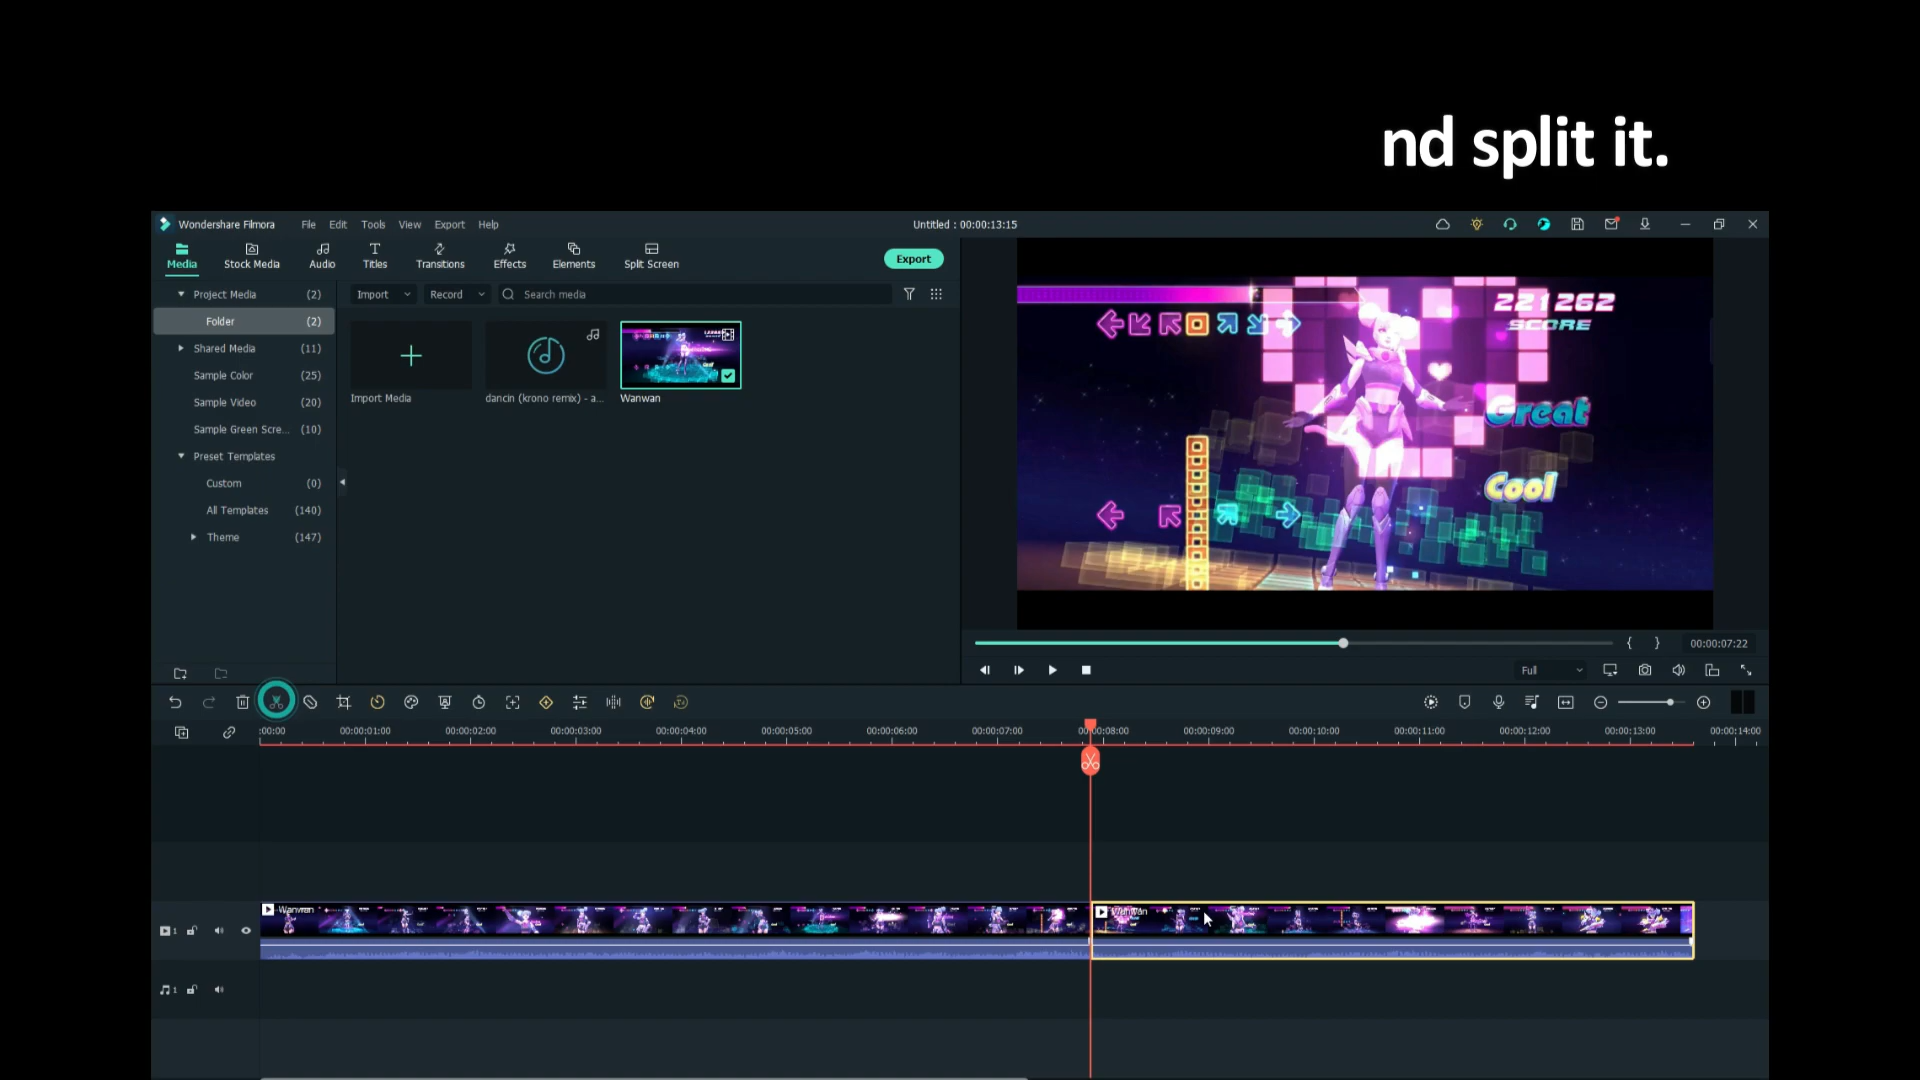 nd split it.
Wondershare Filmora File Edit Tools View Export Help
Untitled : 00:00:13:15
Media Stock Media Audio Titles Transitions Effects Elements Split Screen
Export
Project Media (2)
Folder (2)
Shared Media (11)
Sample Color (25)
Sample Video (20)
Sample Green Scre... (10)
Preset Templates
Custom (0)
All Templates (140)
Theme (147)
Import Record Search media
Import Media
dancin (krono remix) - a...
Wanwan
221262
SCORE
Great
Cool
{ } 00:00:07:22
Full
:00:00 00:00:01:00 00:00:02:00 00:00:03:00 00:00:04:00 00:00:05:00 00:00:06:00 00:00:07:00 00:00:08:00 00:00:09:00 00:00:10:00 00:00:11:00 00:00:12:00 00:00:13:00 00:00:14:00
Wanwan
Wanwan
1
1